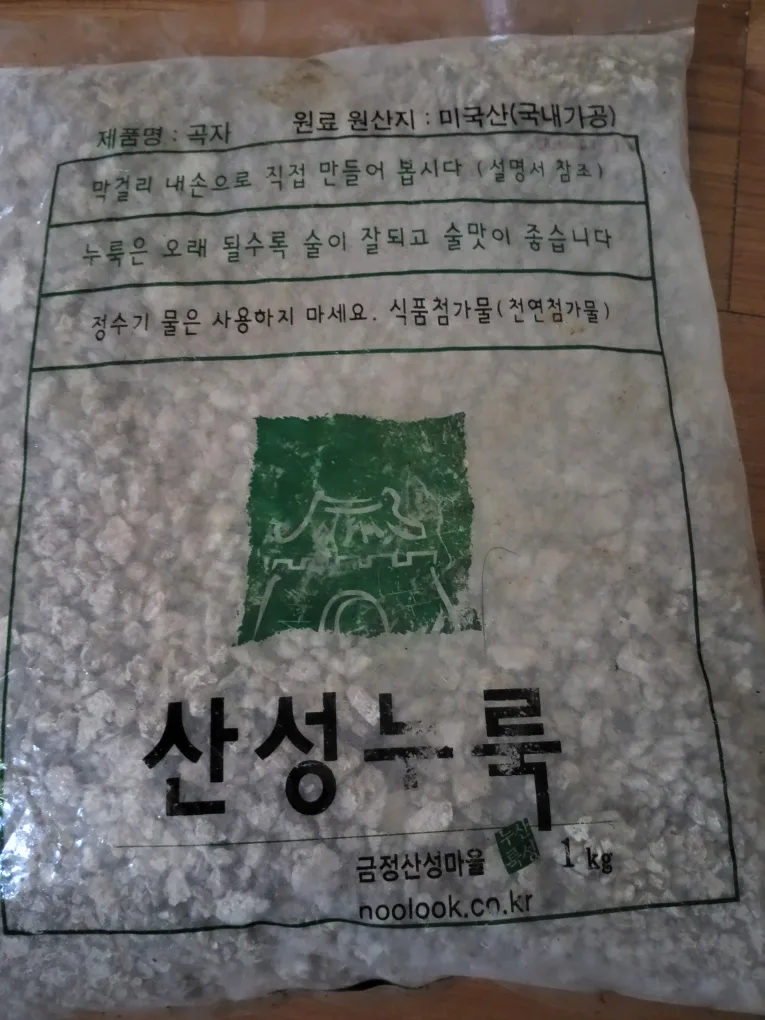 제품명 : 곡자 원료 원산지 : 미국산(국내가공)
막걸리 내손으로 직접 만들어 봅시다 (설명서 참조)
누룩은 오래 될수록 술이 잘되고 술맛이 좋습니다
정수기 물은 사용하지 마세요. 식품첨가물(천연첨가물)
산성누룩
금정산성마을 1 kg
noolook.co.kr